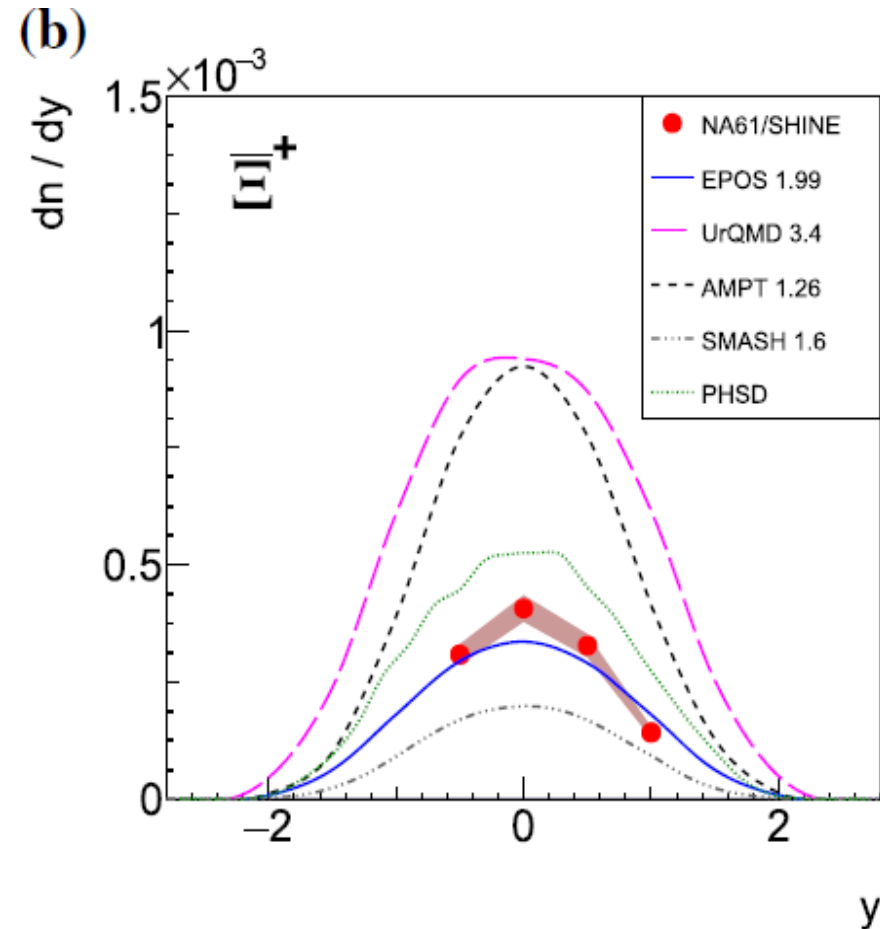 (b)
×10⁻³
dn / dy
1.5
1
0.5
0
Ξ̅⁺
NA61/SHINE
EPOS 1.99
UrQMD 3.4
AMPT 1.26
SMASH 1.6
PHSD
−2 0 2
y